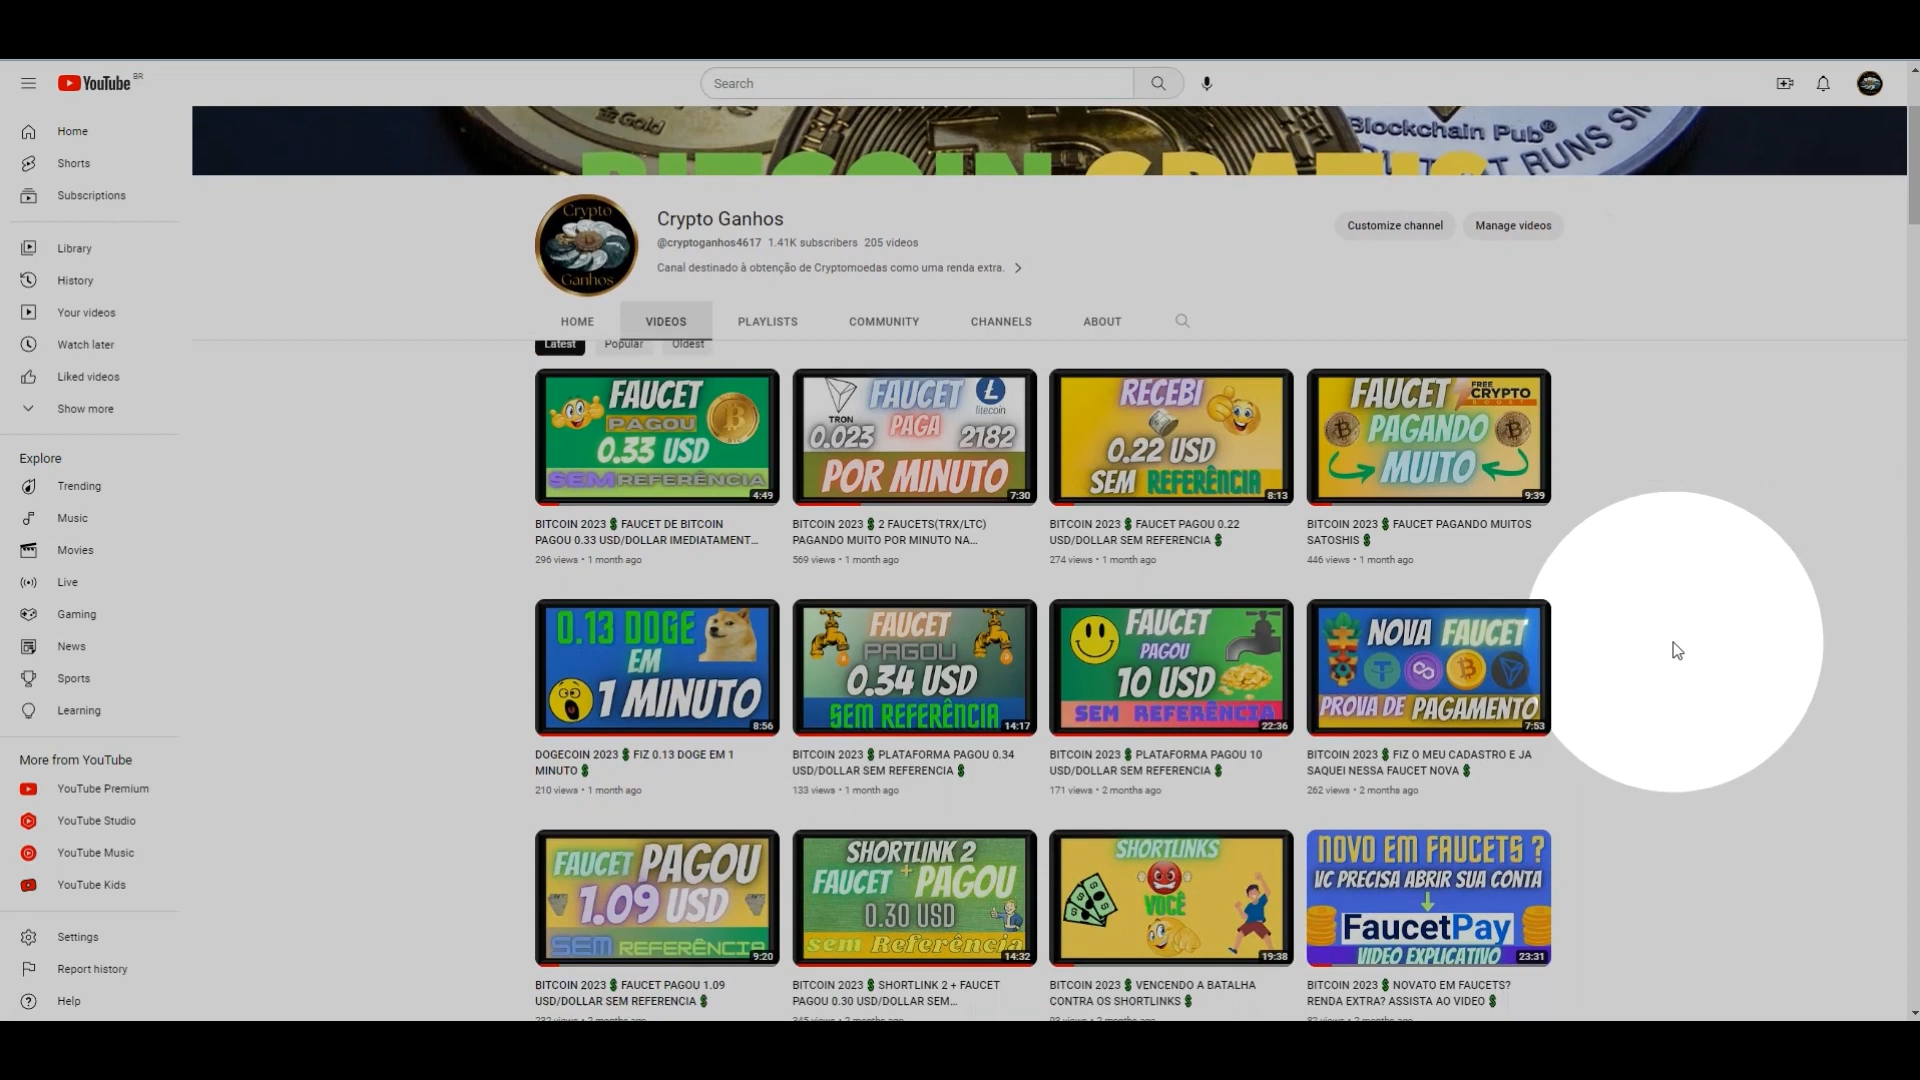 YouTube BR
Search
Home
Shorts
Subscriptions
Library
History
Your videos
Watch later
Liked videos
Show more
Explore
Trending
Music
Movies
Live
Gaming
News
Sports
Learning
More from YouTube
YouTube Premium
YouTube Studio
YouTube Music
YouTube Kids
Settings
Report history
Help
Blockchain Pub®
RUNS
BITCOIN GRATIS
Crypto
Ganhos
Crypto Ganhos
@cryptoganhos4617 1.41K subscribers 205 videos
Canal destinado à obtenção de Cryptomoedas como uma renda extra.
Customize channel
Manage videos
HOME
VIDEOS
PLAYLISTS
COMMUNITY
CHANNELS
ABOUT
Latest
Popular
Oldest
FAUCET
PAGOU
0.33 USD
SEM REFERÊNCIA
4:49
BITCOIN 2023💲FAUCET DE BITCOIN
PAGOU 0.33 USD/DOLLAR IMEDIATAMENT...
296 views • 1 month ago
TRON
FAUCET
litecoin
0.023
PAGA
2182
POR MINUTO
7:30
BITCOIN 2023💲2 FAUCETS(TRX/LTC)
PAGANDO MUITO POR MINUTO NA...
569 views • 1 month ago
RECEBI
0.22 USD
SEM REFERÊNCIA
8:13
BITCOIN 2023💲FAUCET PAGOU 0.22
USD/DOLLAR SEM REFERENCIA💲
274 views • 1 month ago
FAUCET
FREE
CRYPTO
PAGANDO
MUITO
9:39
BITCOIN 2023💲FAUCET PAGANDO MUITOS
SATOSHIS💲
446 views • 1 month ago
0.13 DOGE
EM
1 MINUTO
8:56
DOGECOIN 2023💲FIZ 0.13 DOGE EM 1
MINUTO💲
210 views • 1 month ago
FAUCET
PAGOU
0.34 USD
SEM REFERÊNCIA
14:17
BITCOIN 2023💲PLATAFORMA PAGOU 0.34
USD/DOLLAR SEM REFERENCIA💲
133 views • 1 month ago
FAUCET
PAGOU
10 USD
SEM REFERÊNCIA
22:36
BITCOIN 2023💲PLATAFORMA PAGOU 10
USD/DOLLAR SEM REFERENCIA💲
171 views • 2 months ago
NOVA FAUCET
PROVA DE PAGAMENTO
7:53
BITCOIN 2023💲FIZ O MEU CADASTRO E JA
SAQUEI NESSA FAUCET NOVA💲
262 views • 2 months ago
FAUCET PAGOU
1.09 USD
SEM REFERÊNCIA
9:20
BITCOIN 2023💲FAUCET PAGOU 1.09
USD/DOLLAR SEM REFERENCIA💲
SHORTLINK 2
FAUCET + PAGOU
0.30 USD
sem Referência
14:32
BITCOIN 2023💲SHORTLINK 2 + FAUCET
PAGOU 0.30 USD/DOLLAR SEM...
SHORTLINKS
VOCÊ
19:38
BITCOIN 2023💲VENCENDO A BATALHA
CONTRA OS SHORTLINKS💲
NOVO EM FAUCETS ?
VC PRECISA ABRIR SUA CONTA
FaucetPay
VIDEO EXPLICATIVO
23:31
BITCOIN 2023💲NOVATO EM FAUCETS?
RENDA EXTRA? ASSISTA AO VIDEO💲